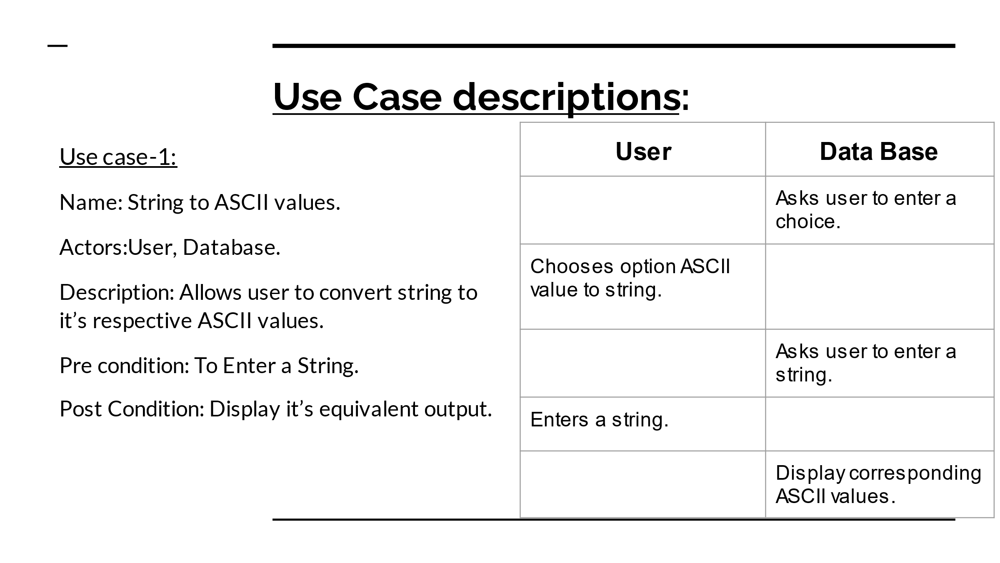 Use Case descriptions:
Use case-1:
Name: String to ASCII values.
Actors:User, Database.
Description: Allows user to convert string to
it’s respective ASCII values.
Pre condition: To Enter a String.
Post Condition: Display it’s equivalent output.
User Data Base
Asks user to enter a
choice.
Chooses option ASCII
value to string.
Asks user to enter a
string.
Enters a string.
Display corresponding
ASCII values.